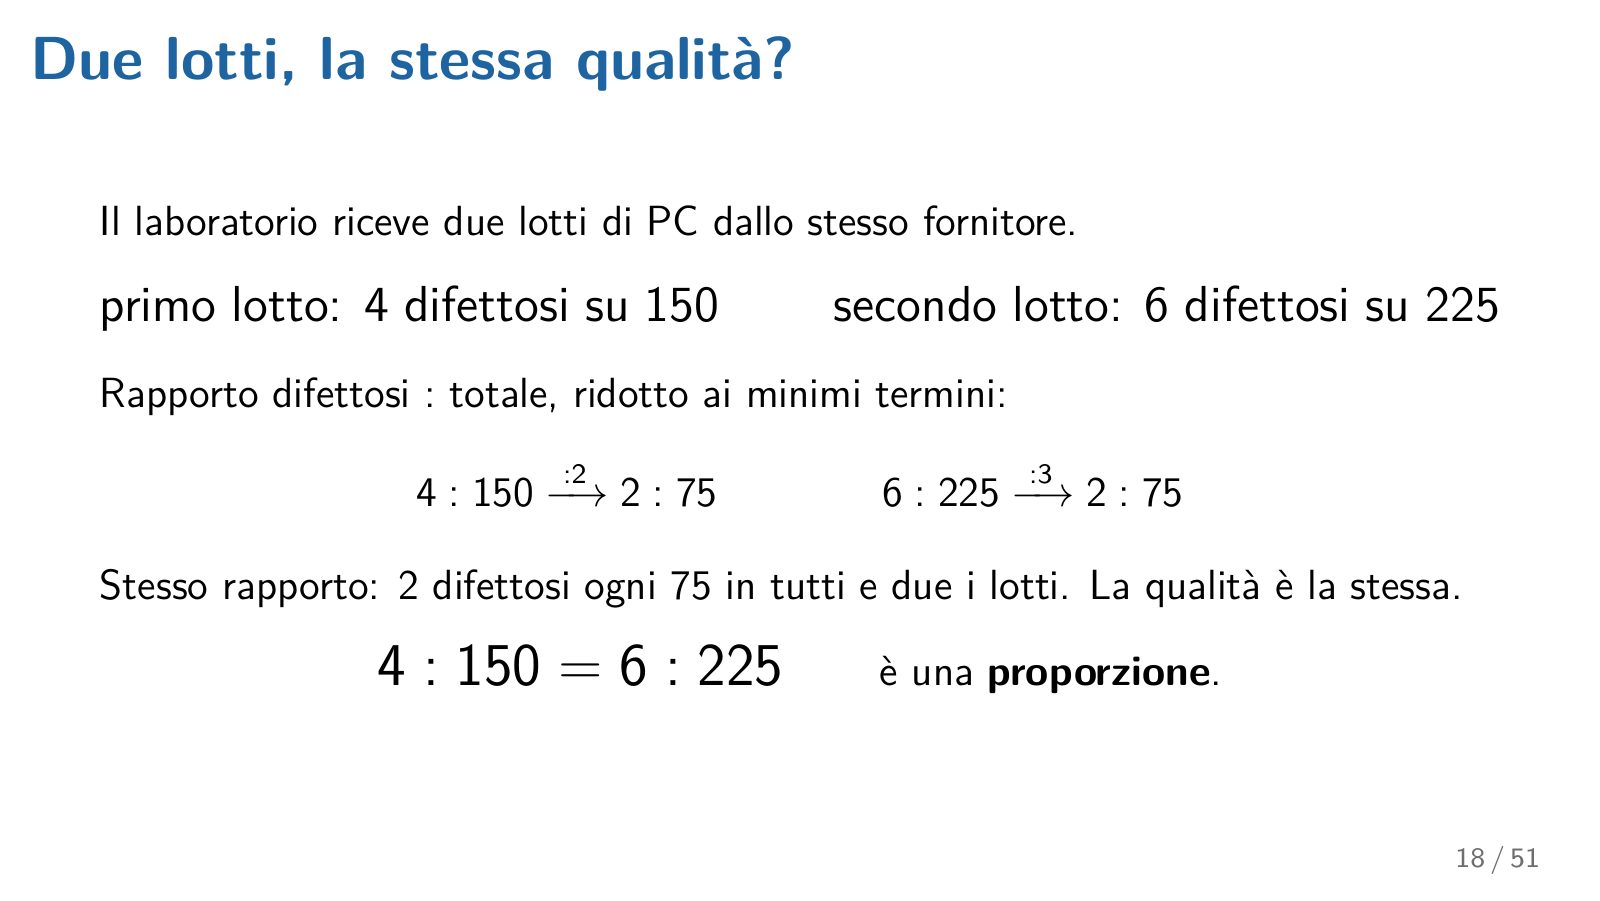 Due lotti, la stessa qualità?
Il laboratorio riceve due lotti di PC dallo stesso fornitore.
primo lotto: 4 difettosi su 150 secondo lotto: 6 difettosi su 225
Rapporto difettosi : totale, ridotto ai minimi termini:
4 : 150 :2⟶ 2 : 75 6 : 225 :3⟶ 2 : 75
Stesso rapporto: 2 difettosi ogni 75 in tutti e due i lotti. La qualità è la stessa.
4 : 150 = 6 : 225 è una proporzione.
18 / 51